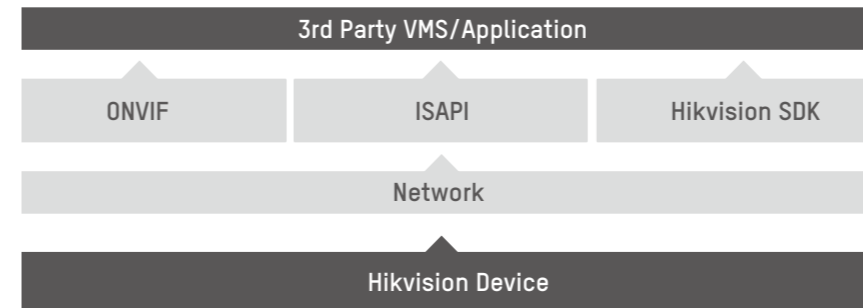 3rd Party VMS/Application
ONVIF
ISAPI
Hikvision SDK
Network
Hikvision Device